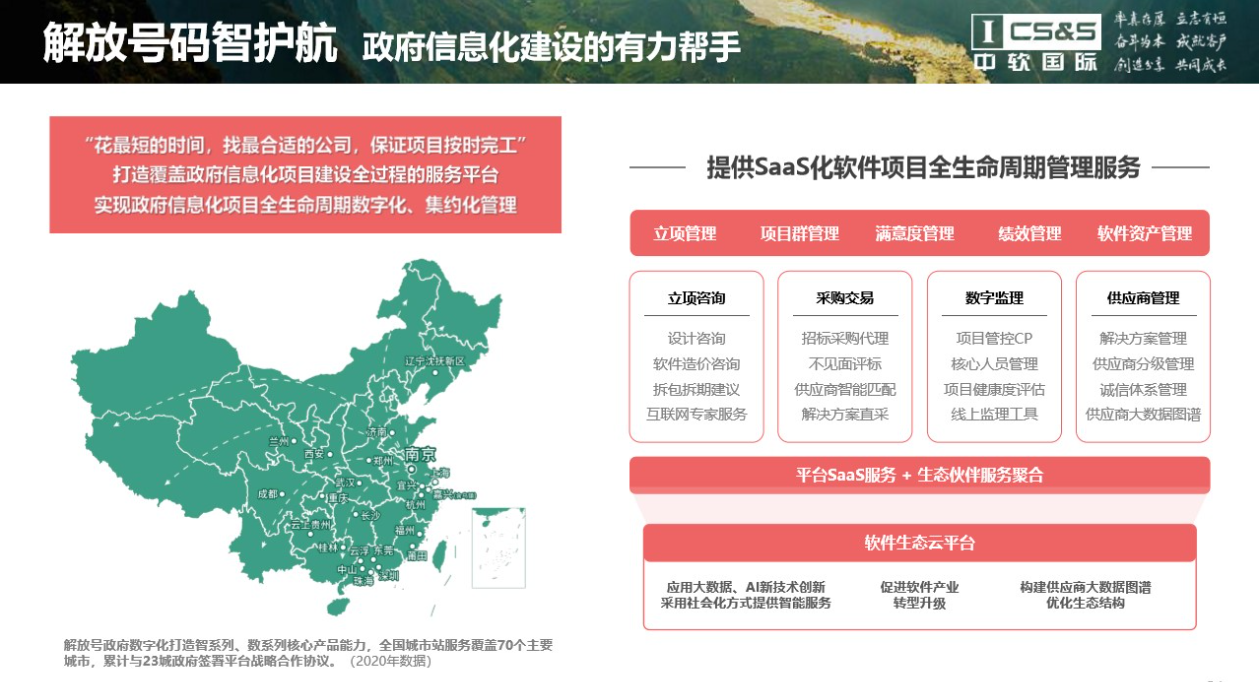 解放号码智护航 政府信息化建设的有力帮手
I CS&S
中软国际
率真存厚 立志有恒
奋斗为本 成就客户
创造分享 共同成长
“花最短的时间，找最合适的公司，保证项目按时完工”
打造覆盖政府信息化项目建设全过程的服务平台
实现政府信息化项目全生命周期数字化、集约化管理
辽宁沈抚新区
济南
兰州
西安
郑州
南京
上海
武汉
宜兴
成都
重庆
嘉兴
杭州
长沙
云上贵州
福州
桂林
云浮 东莞
莆田
中山
深圳
珠海
解放号政府数字化打造智系列、数系列核心产品能力，全国城市站服务覆盖70个主要
城市，累计与23城政府签署平台战略合作协议。（2020年数据）
提供SaaS化软件项目全生命周期管理服务
立项管理 项目群管理 满意度管理 绩效管理 软件资产管理
立项咨询
设计咨询
软件造价咨询
拆包拆期建议
互联网专家服务
采购交易
招标采购代理
不见面评标
供应商智能匹配
解决方案直采
数字监理
项目管控CP
核心人员管理
项目健康度评估
线上监理工具
供应商管理
解决方案管理
供应商分级管理
诚信体系管理
供应商大数据图谱
平台SaaS服务 + 生态伙伴服务聚合
软件生态云平台
应用大数据、AI新技术创新
采用社会化方式提供智能服务
促进软件产业
转型升级
构建供应商大数据图谱
优化生态结构